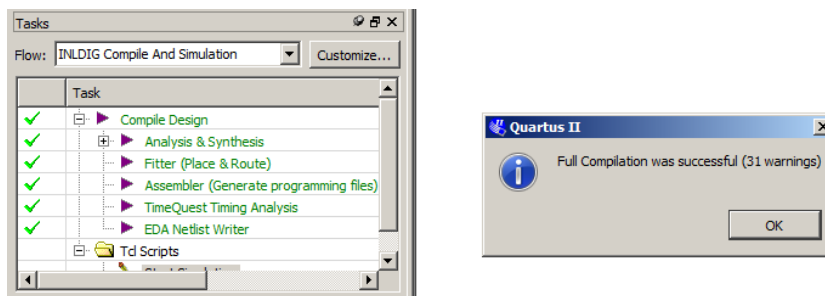 Tasks
Flow: INLDIG Compile And Simulation Customize...
Task
Compile Design
Analysis & Synthesis
Fitter (Place & Route)
Assembler (Generate programming files)
TimeQuest Timing Analysis
EDA Netlist Writer
Tcl Scripts
Quartus II
Full Compilation was successful (31 warnings)
OK